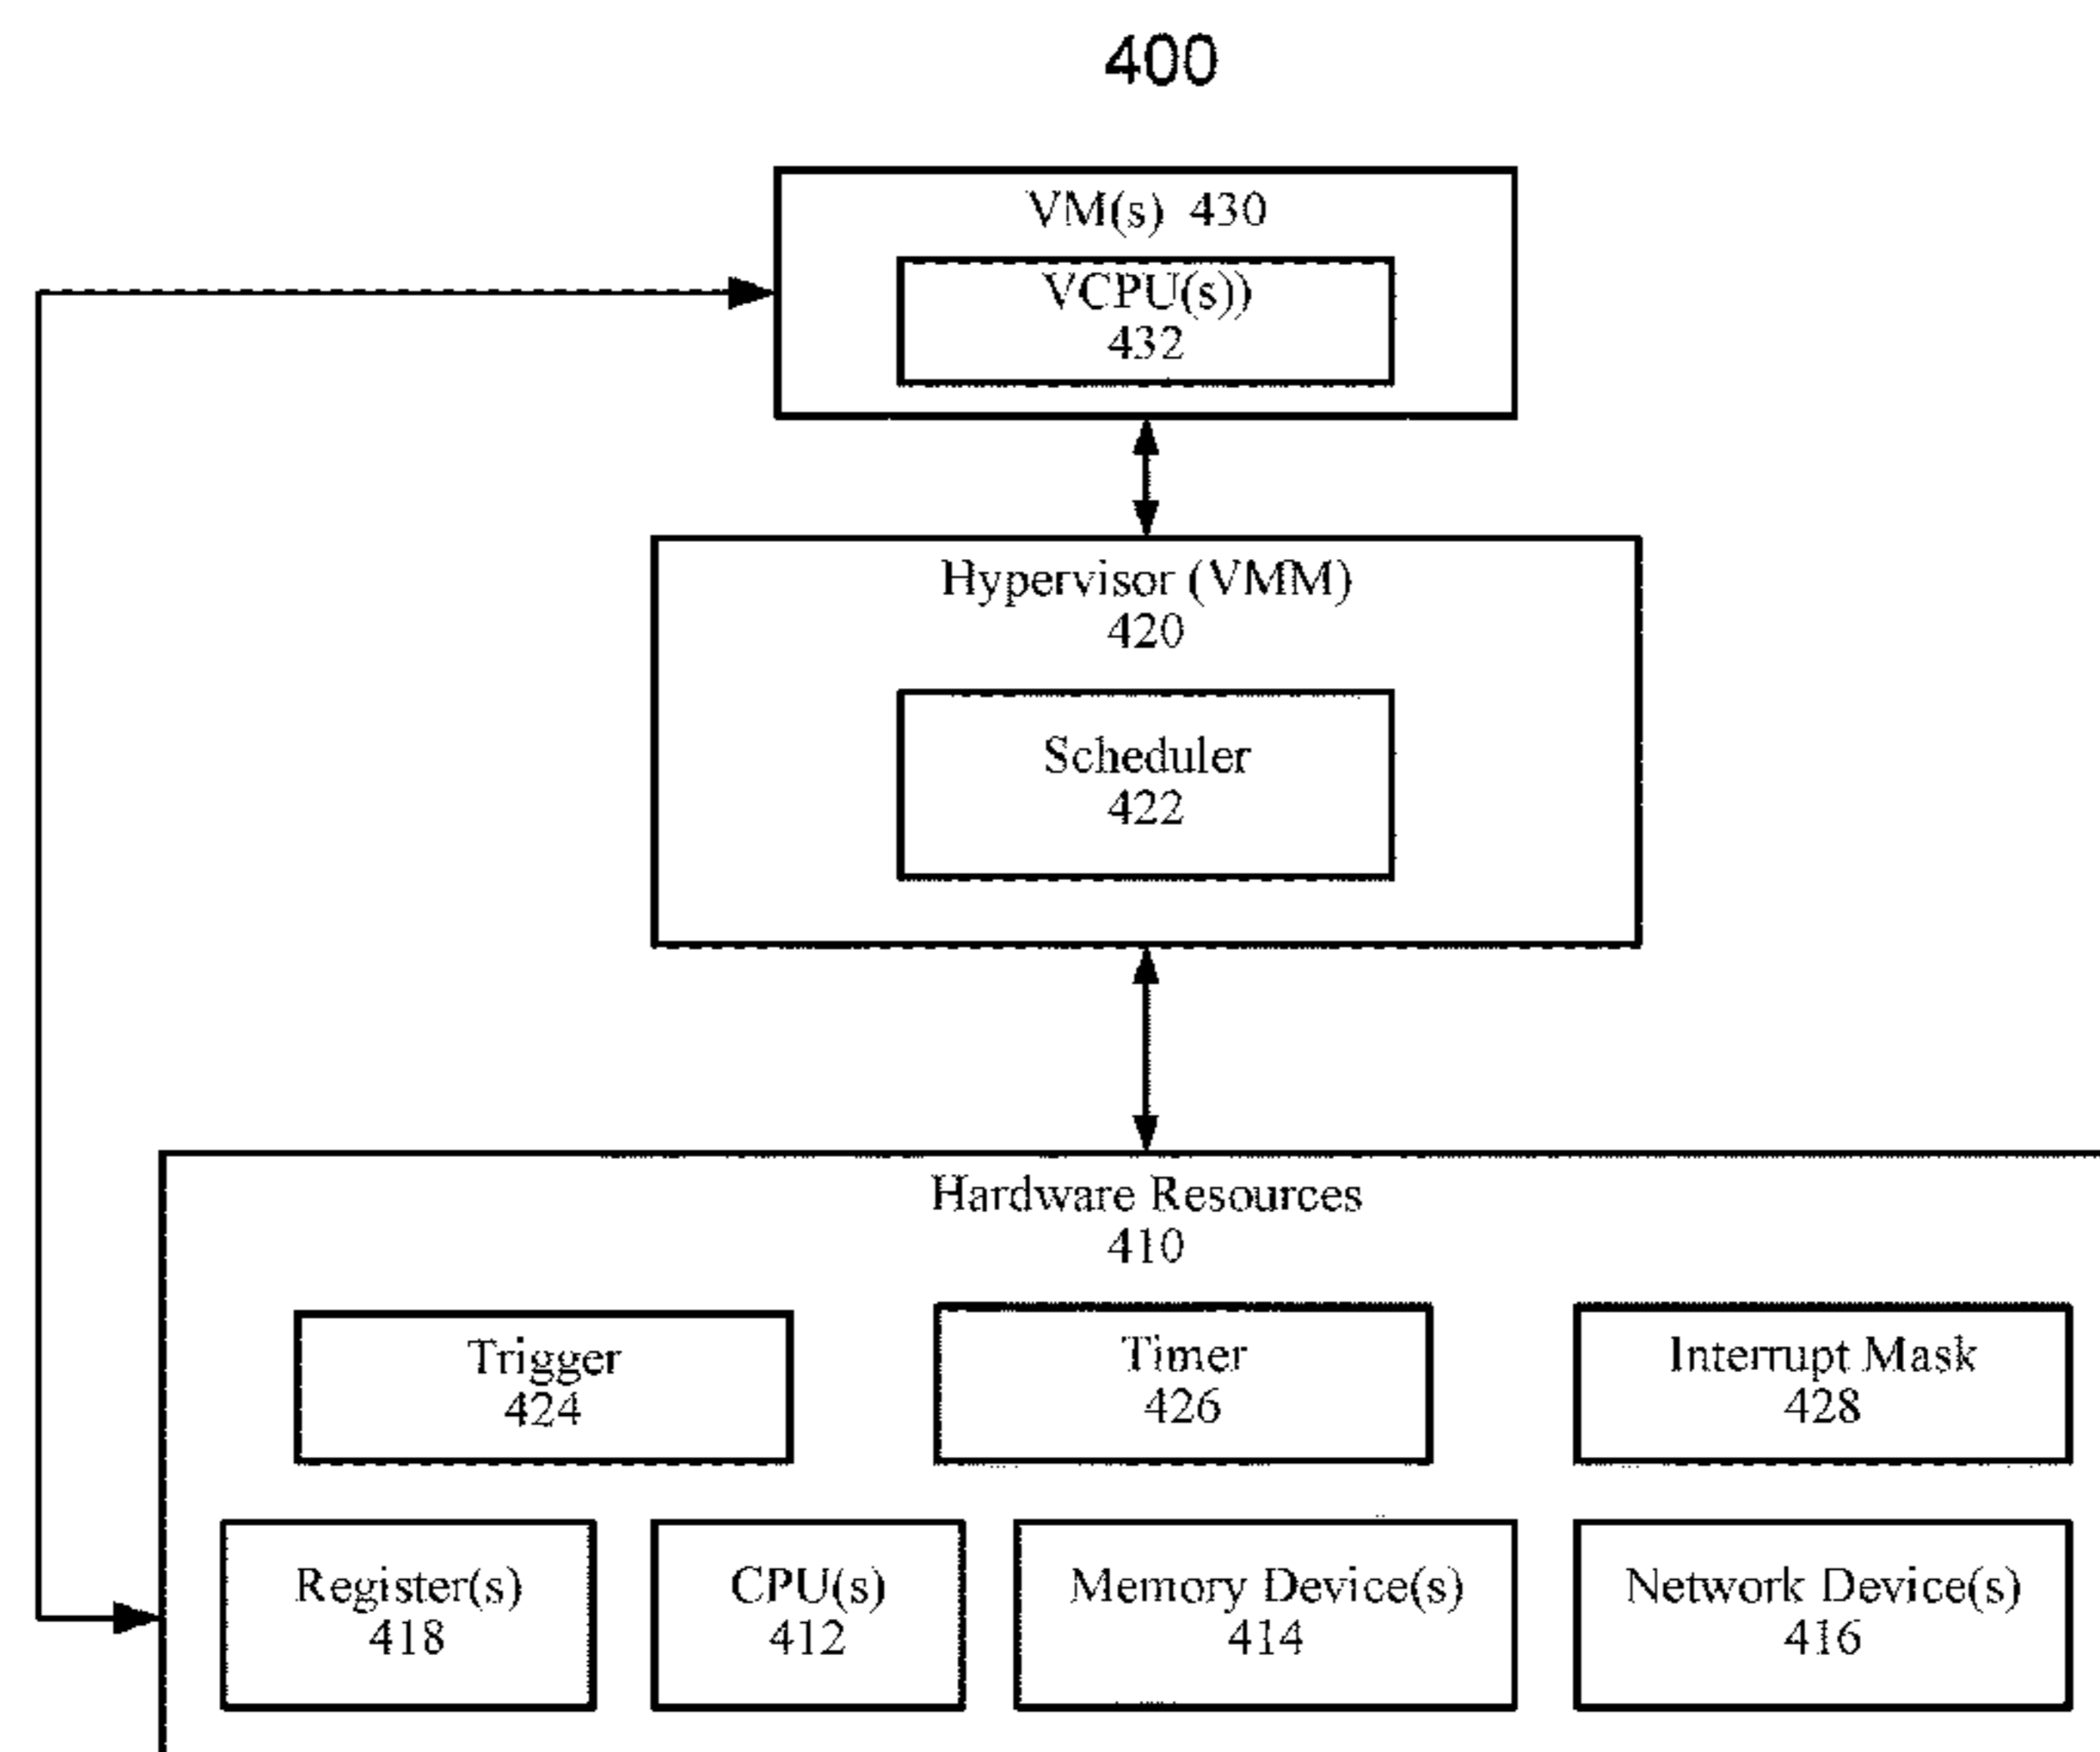 400
VM(s) 430
VCPU(s))
432
Hypervisor (VMM)
420
Scheduler
422
Hardware Resources
410
Trigger
424
Timer
426
Interrupt Mask
428
Register(s)
418
CPU(s)
412
Memory Device(s)
414
Network Device(s)
416